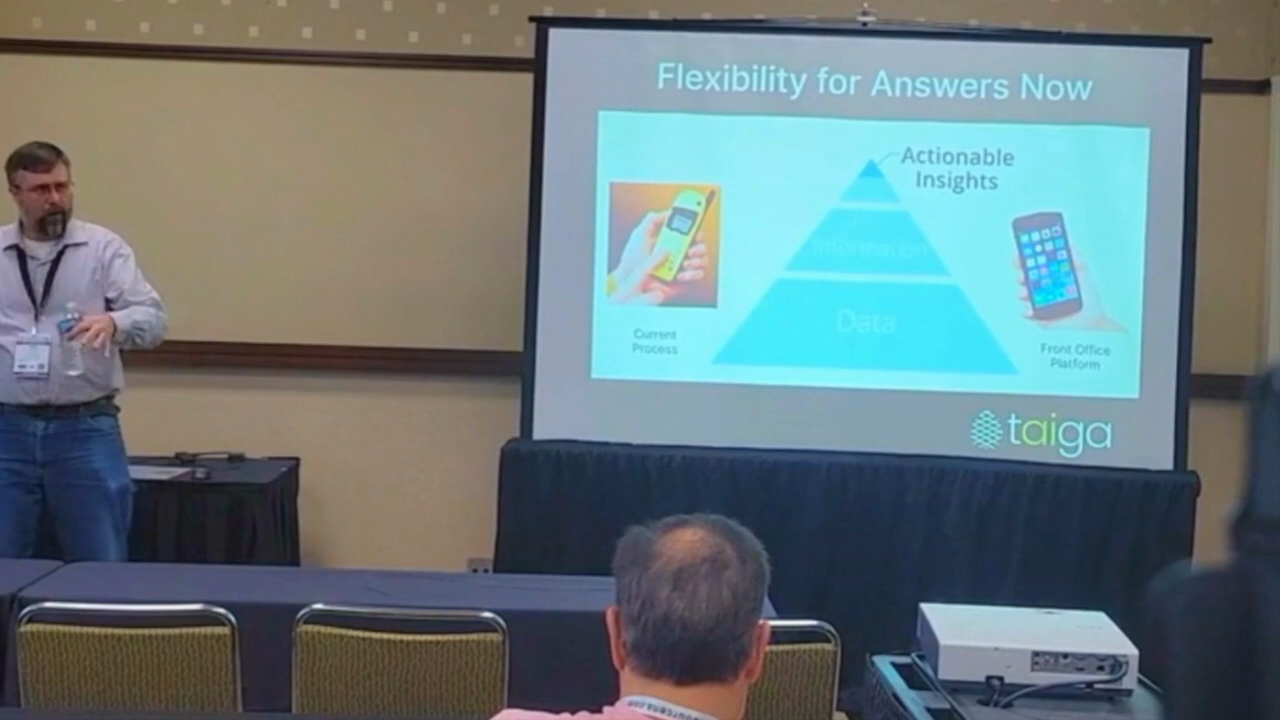 Flexibility for Answers Now
Actionable
Insights
Information
Data
Current
Process
Front Office
Platform
taiga